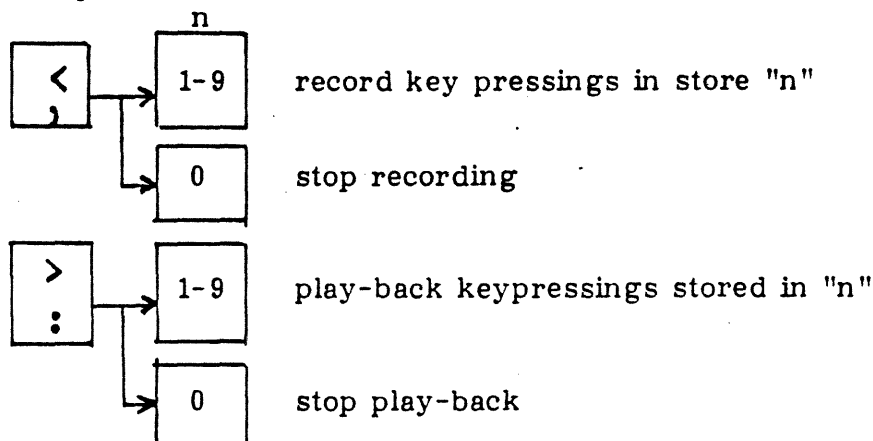 n
< 1-9 record key pressings in store "n"
,
0 stop recording
> 1-9 play-back keypressings stored in "n"
:
0 stop play-back